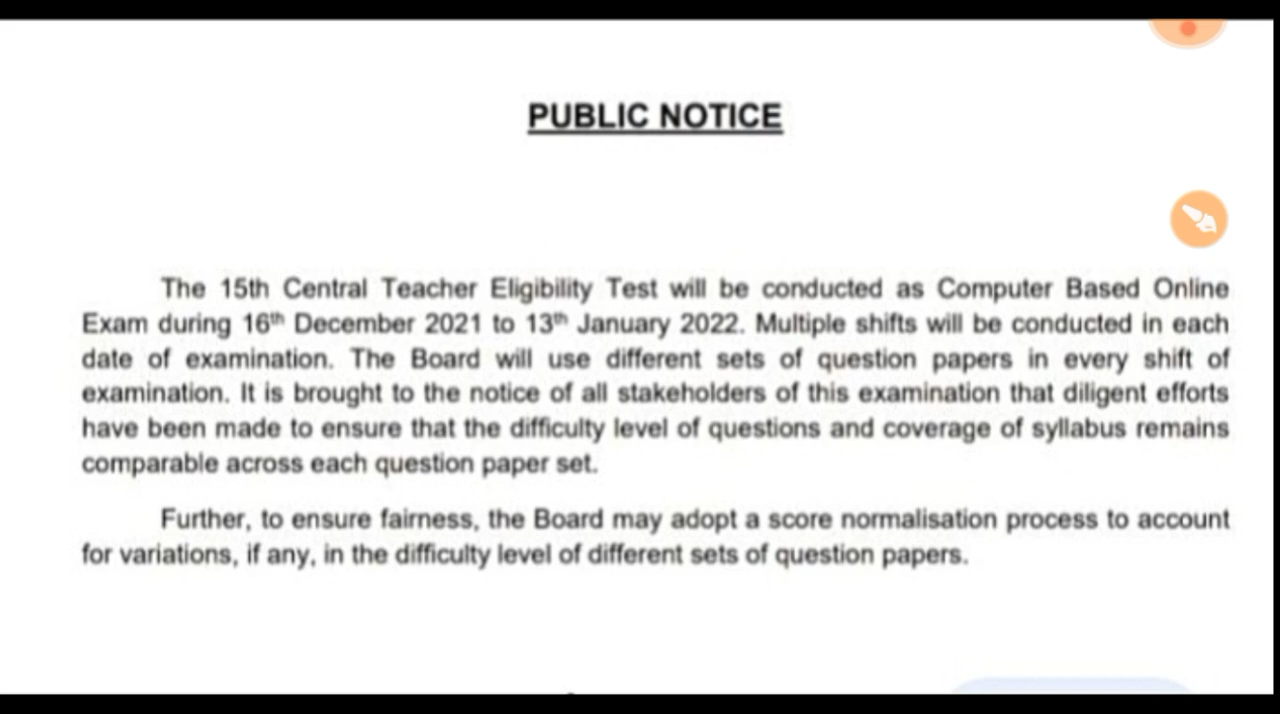 PUBLIC NOTICE
The 15th Central Teacher Eligibility Test will be conducted as Computer Based Online
Exam during 16th December 2021 to 13th January 2022. Multiple shifts will be conducted in each
date of examination. The Board will use different sets of question papers in every shift of
examination. It is brought to the notice of all stakeholders of this examination that diligent efforts
have been made to ensure that the difficulty level of questions and coverage of syllabus remains
comparable across each question paper set.
Further, to ensure fairness, the Board may adopt a score normalisation process to account
for variations, if any, in the difficulty level of different sets of question papers.